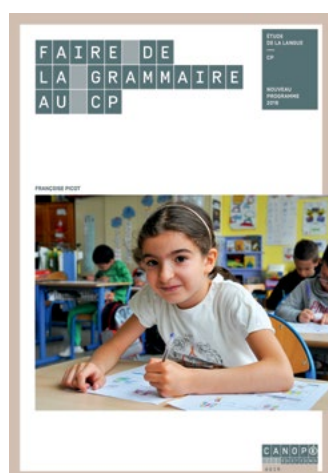 FAIRE DE
LA GRAMMAIRE
AU CP
ÉTUDE
DE LA LANGUE
CP
NOUVEAU
PROGRAMME
2016
FRANÇOISE PICOT
CANOPÉ